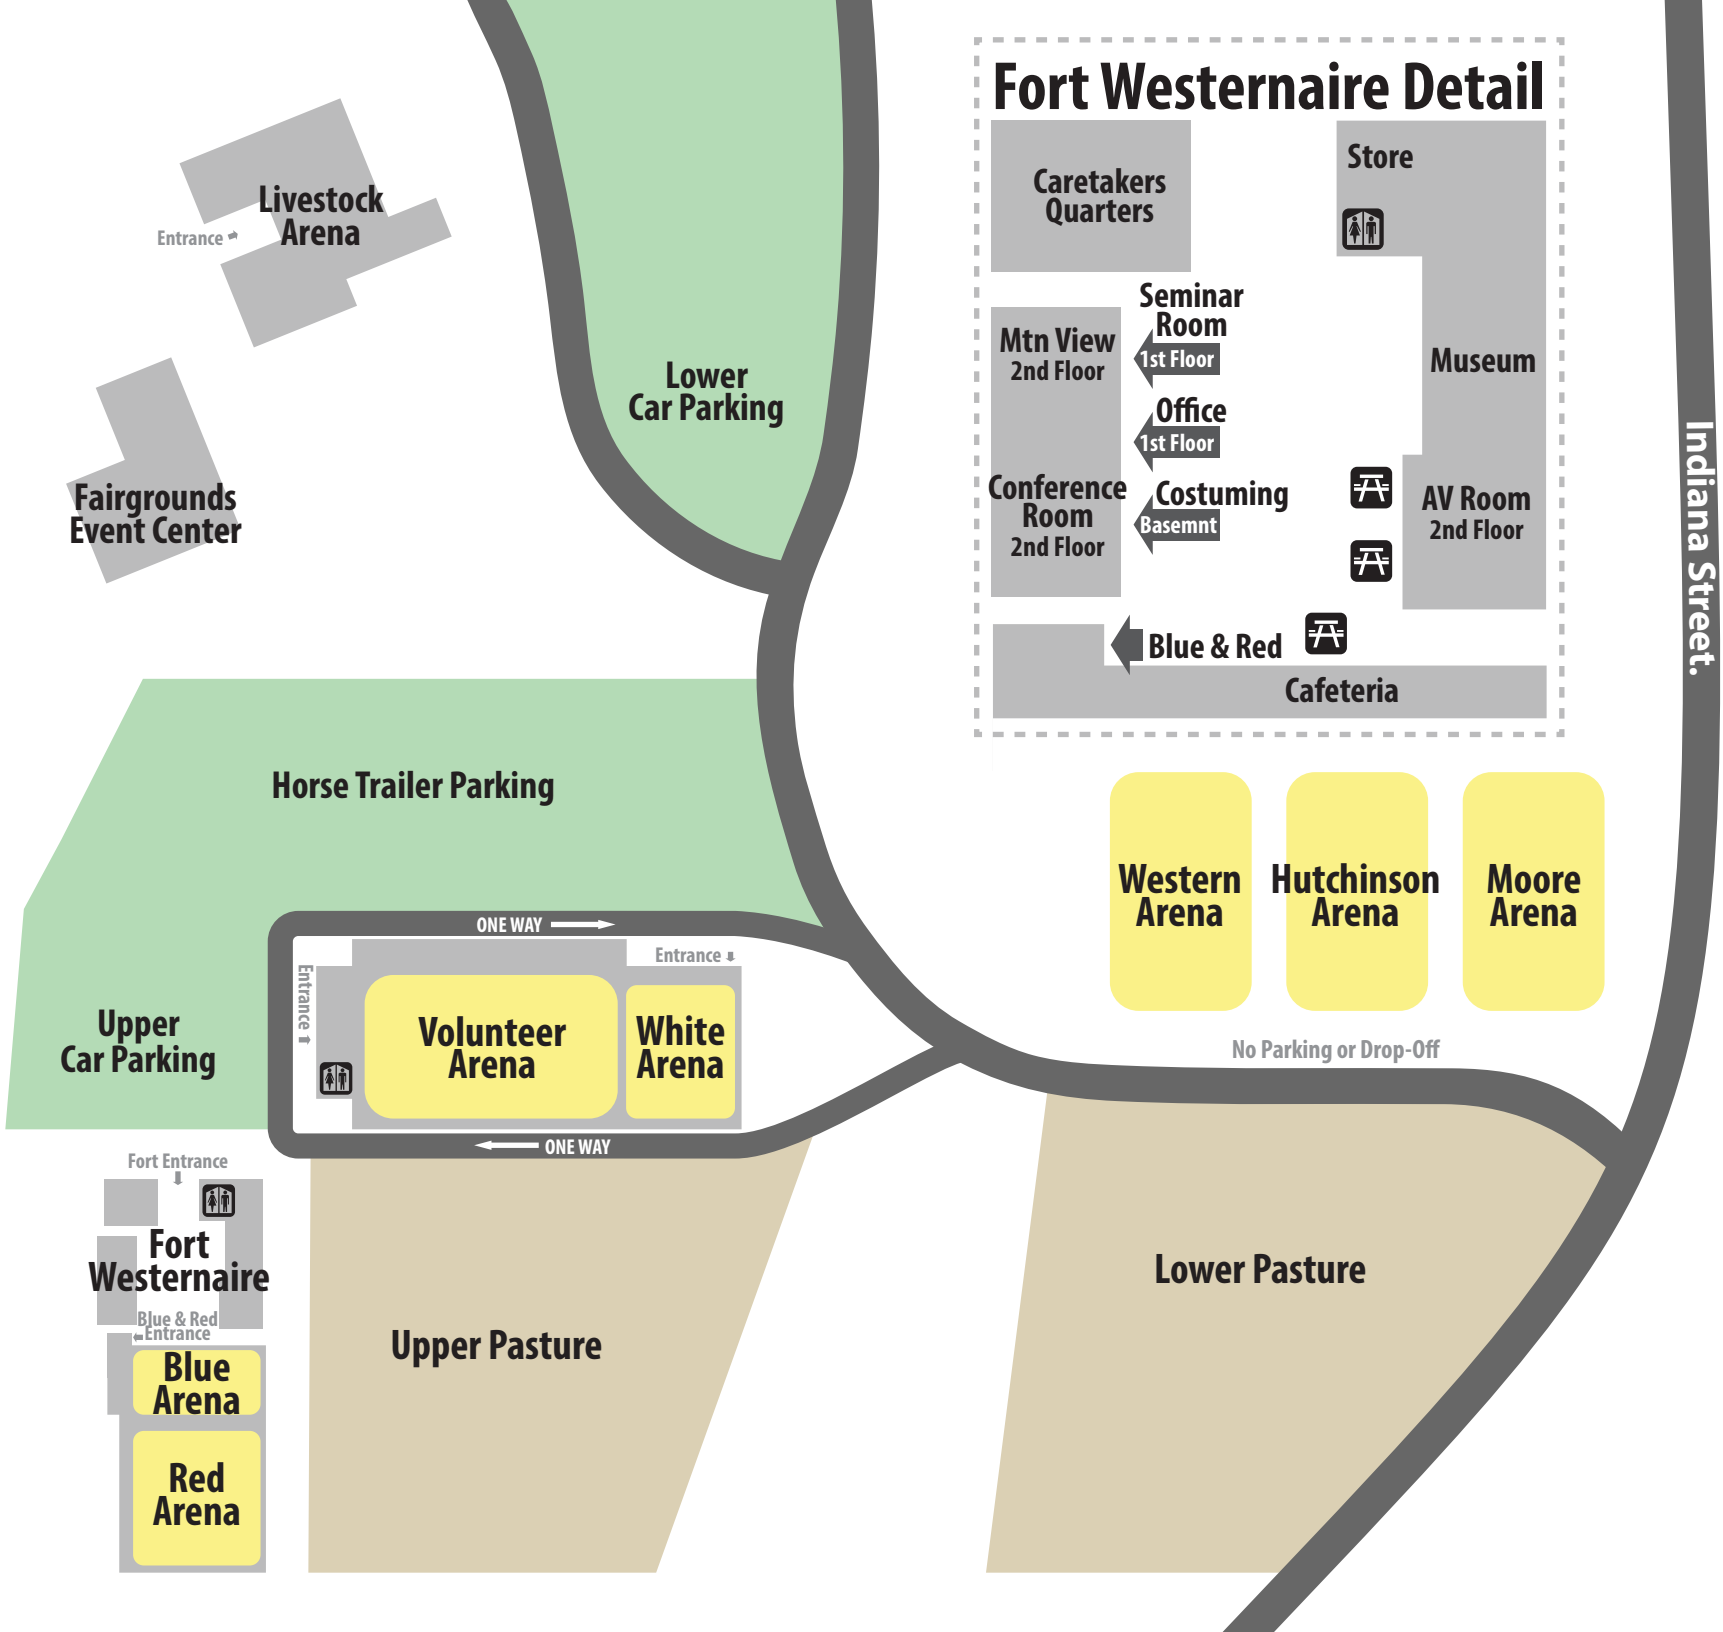 Fort Westernaire Detail
Caretakers
Quarters
Store
Seminar
Room
1st Floor
Mtn View
2nd Floor
Office
1st Floor
Museum
Conference
Room
2nd Floor
Costuming
Basemnt
AV Room
2nd Floor
Blue & Red
Cafeteria
Indiana Street.
Livestock
Arena
Entrance
Fairgrounds
Event Center
Lower
Car Parking
Horse Trailer Parking
Upper
Car Parking
ONE WAY
Entrance
Entrance
Volunteer
Arena
White
Arena
ONE WAY
Western
Arena
Hutchinson
Arena
Moore
Arena
No Parking or Drop-Off
Fort Entrance
Fort
Westernaire
Blue & Red
Entrance
Blue
Arena
Red
Arena
Upper Pasture
Lower Pasture